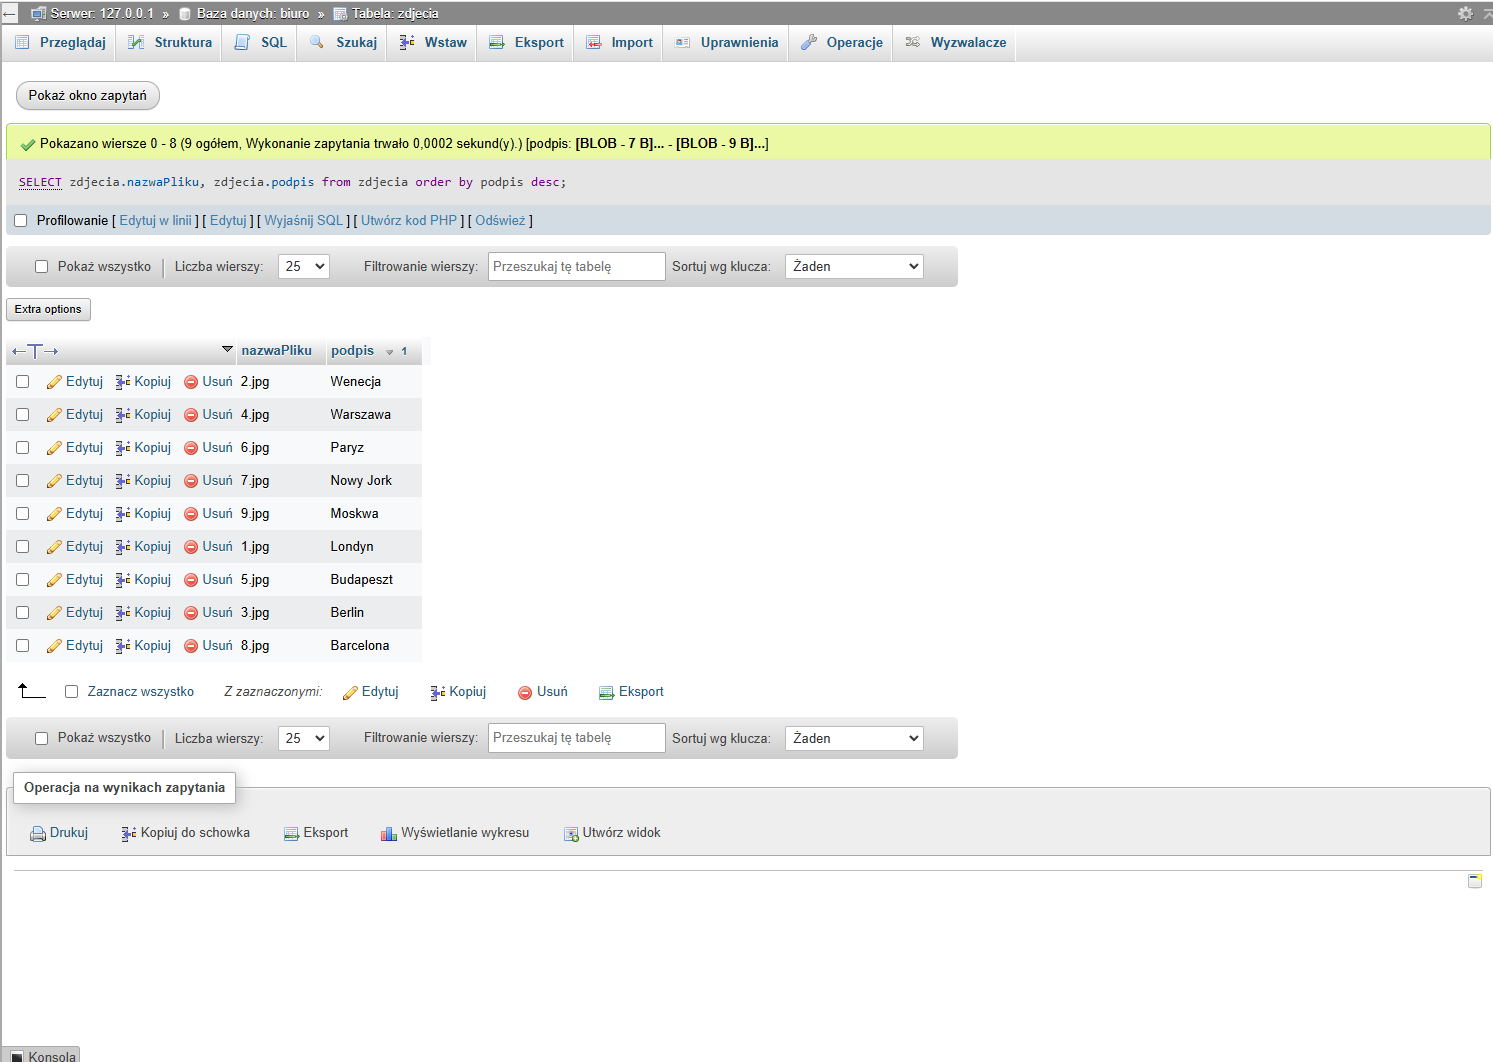 Serwer: 127.0.0.1 » Baza danych: biuro » Tabela: zdjecia
Przeglądaj Struktura SQL Szukaj Wstaw Eksport Import Uprawnienia Operacje Wyzwalacze
Pokaż okno zapytań
Pokazano wiersze 0 - 8 (9 ogółem, Wykonanie zapytania trwało 0,0002 sekund(y).) [podpis: [BLOB - 7 B]... - [BLOB - 9 B]...]
SELECT zdjecia.nazwaPliku, zdjecia.podpis from zdjecia order by podpis desc;
Profilowanie [ Edytuj w linii ] [ Edytuj ] [ Wyjaśnij SQL ] [ Utwórz kod PHP ] [ Odśwież ]
Pokaż wszystko Liczba wierszy: 25 Filtrowanie wierszy: Przeszukaj tę tabelę Sortuj wg klucza: Żaden
Extra options
←T→ nazwaPliku podpis 1
Edytuj Kopiuj Usuń 2.jpg Wenecja
Edytuj Kopiuj Usuń 4.jpg Warszawa
Edytuj Kopiuj Usuń 6.jpg Paryz
Edytuj Kopiuj Usuń 7.jpg Nowy Jork
Edytuj Kopiuj Usuń 9.jpg Moskwa
Edytuj Kopiuj Usuń 1.jpg Londyn
Edytuj Kopiuj Usuń 5.jpg Budapeszt
Edytuj Kopiuj Usuń 3.jpg Berlin
Edytuj Kopiuj Usuń 8.jpg Barcelona
Zaznacz wszystko Z zaznaczonymi: Edytuj Kopiuj Usuń Eksport
Pokaż wszystko Liczba wierszy: 25 Filtrowanie wierszy: Przeszukaj tę tabelę Sortuj wg klucza: Żaden
Operacja na wynikach zapytania
Drukuj Kopiuj do schowka Eksport Wyświetlanie wykresu Utwórz widok
Konsola